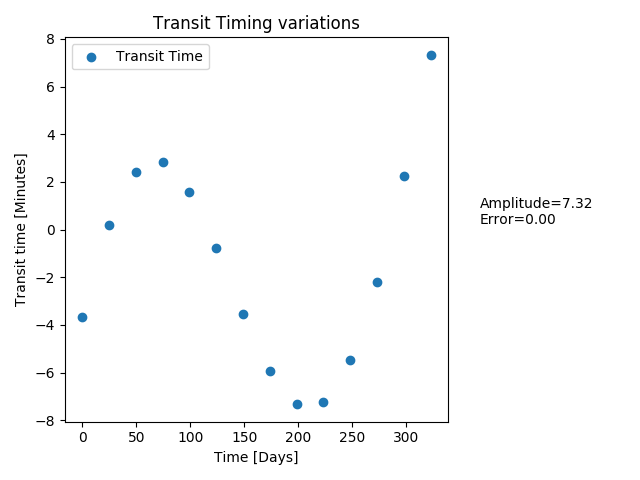 Transit Timing variations
Transit Time
Transit time [Minutes]
8
6
4
2
0
−2
−4
−6
−8
0 50 100 150 200 250 300
Time [Days]
Amplitude=7.32
Error=0.00